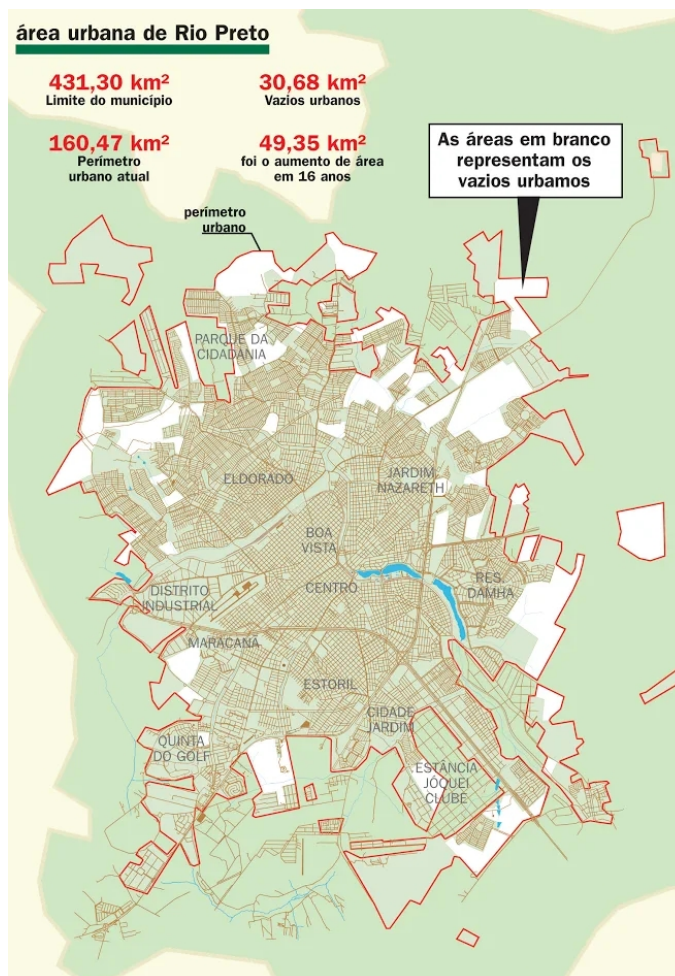 área urbana de Rio Preto
431,30 km²
Limite do município
30,68 km²
Vazios urbanos
160,47 km²
Perímetro
urbano atual
49,35 km²
foi o aumento de área
em 16 anos
As áreas em branco
representam os
vazios urbamos
perímetro
urbano
PARQUE DA
CIDADANIA
ELDORADO
JARDIM
NAZARETH
BOA
VISTA
CENTRO
RES.
DAMHA
DISTRITO
INDUSTRIAL
MARACANÃ
ESTORIL
CIDADE
JARDIM
QUINTA
DO GOLF
ESTÂNCIA
JÓQUEI
CLUBE